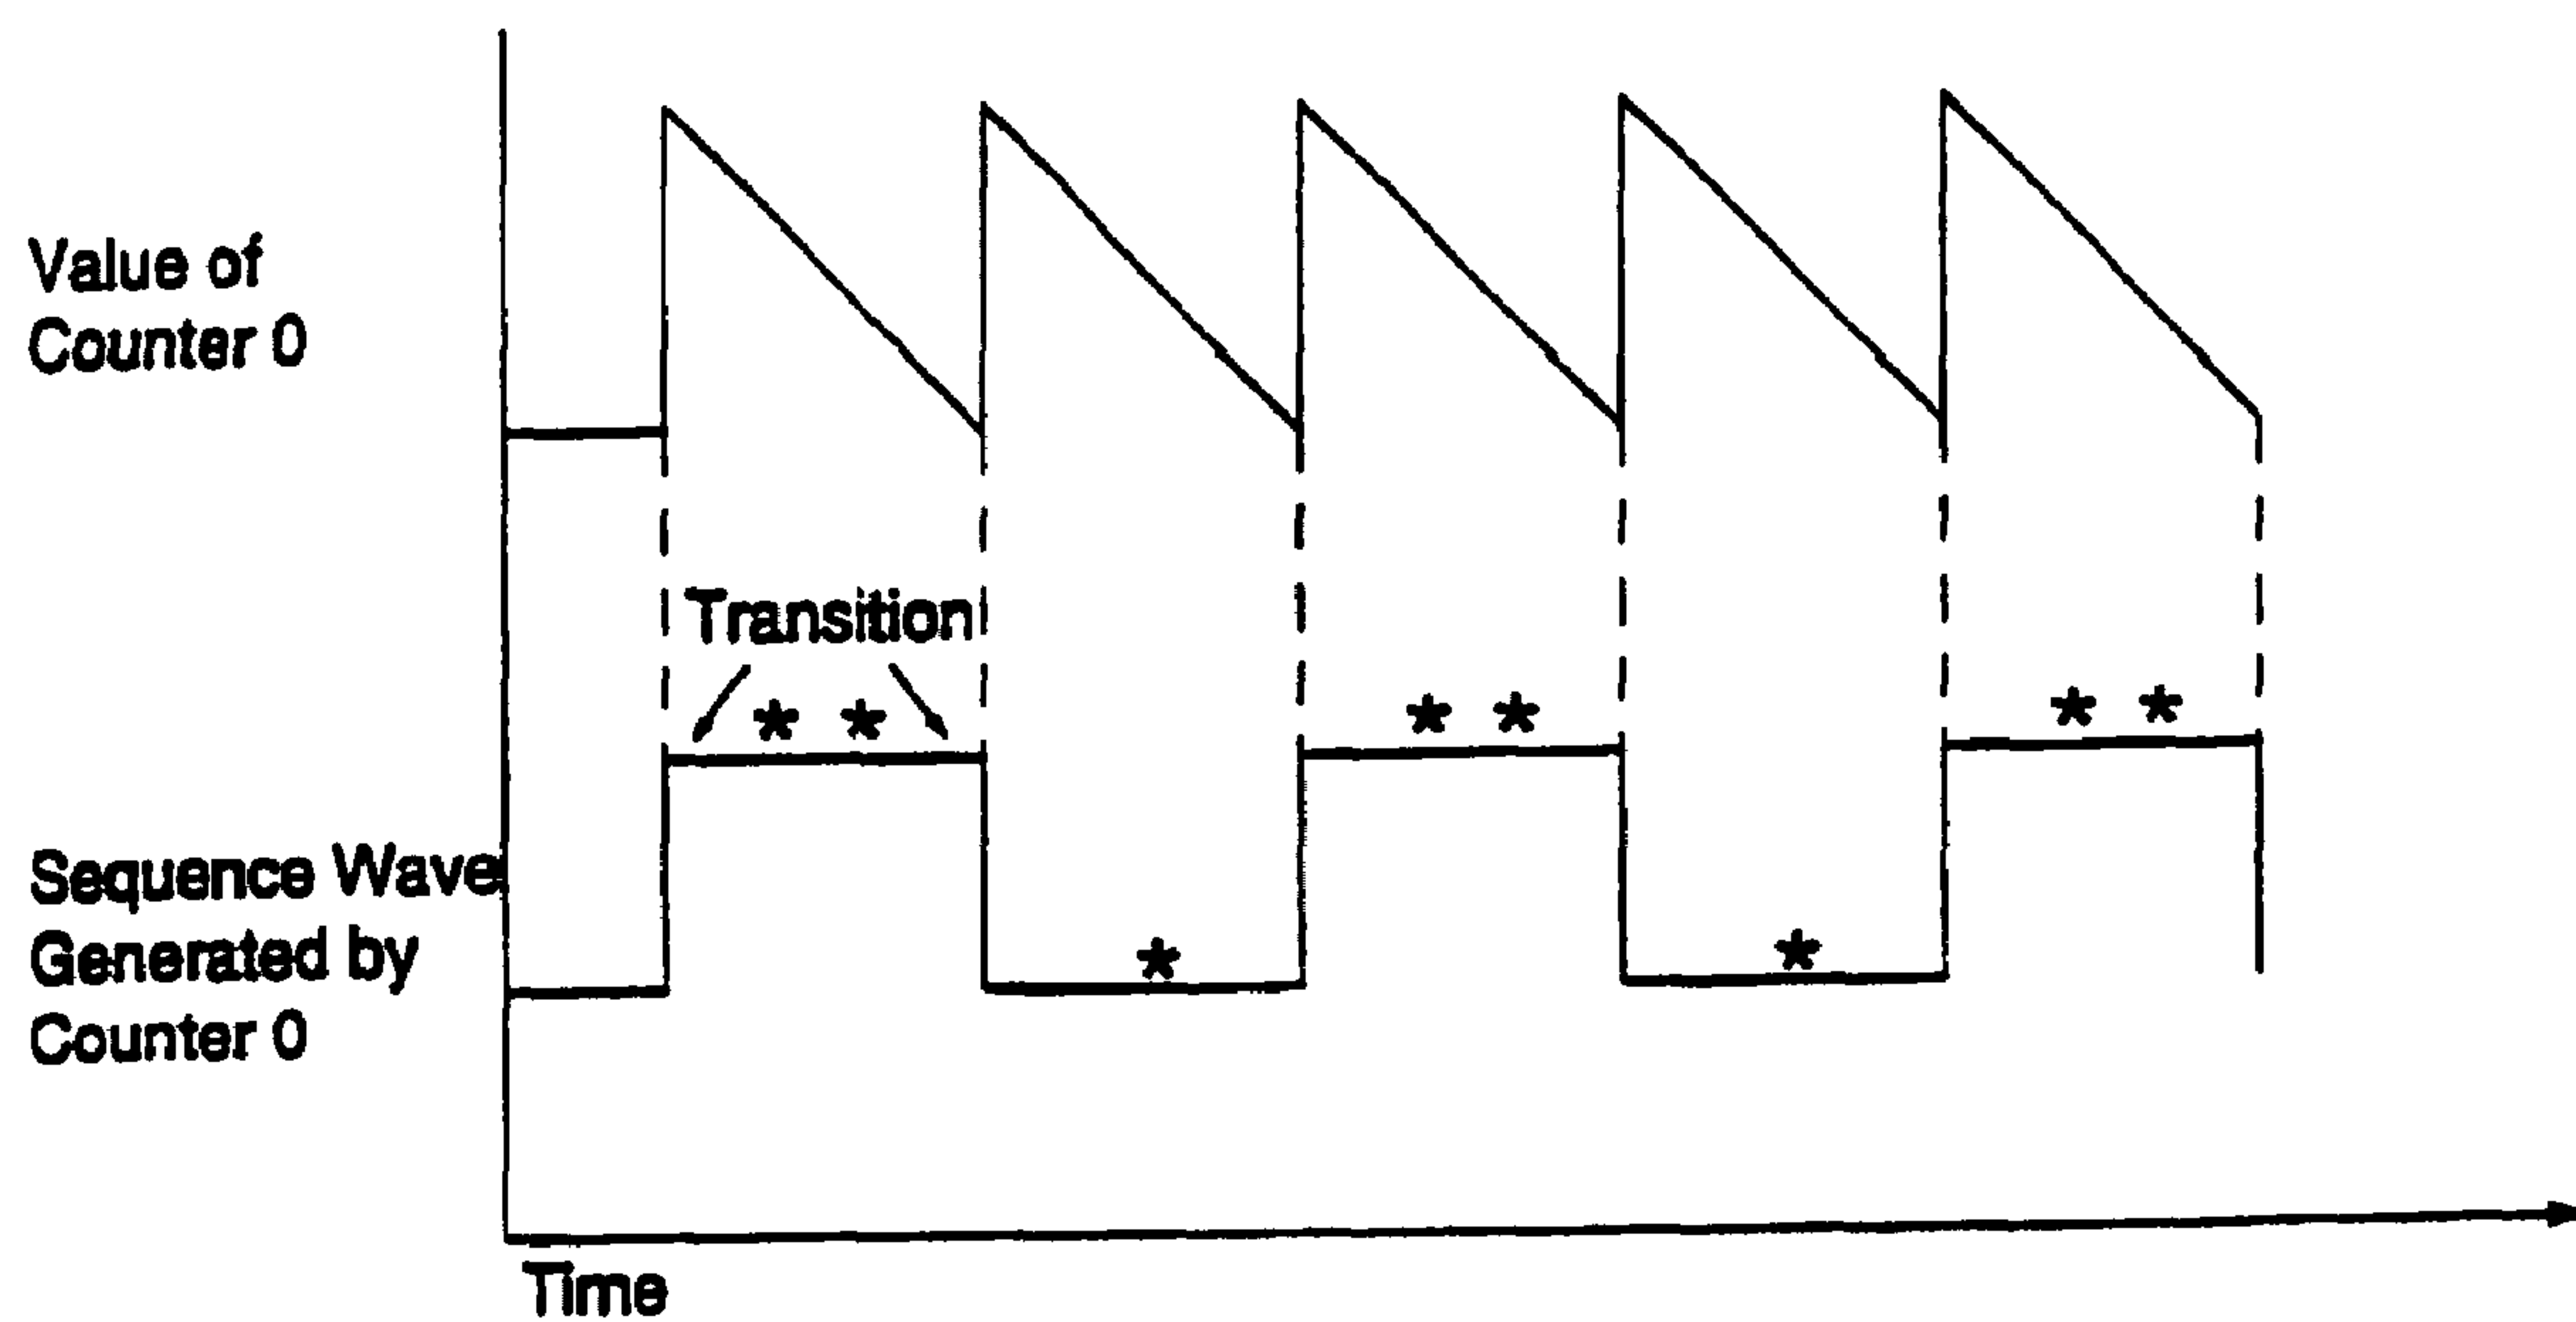 Value of
Counter 0
Transition
* *
* *
* *
*
*
Sequence Wave
Generated by
Counter 0
Time